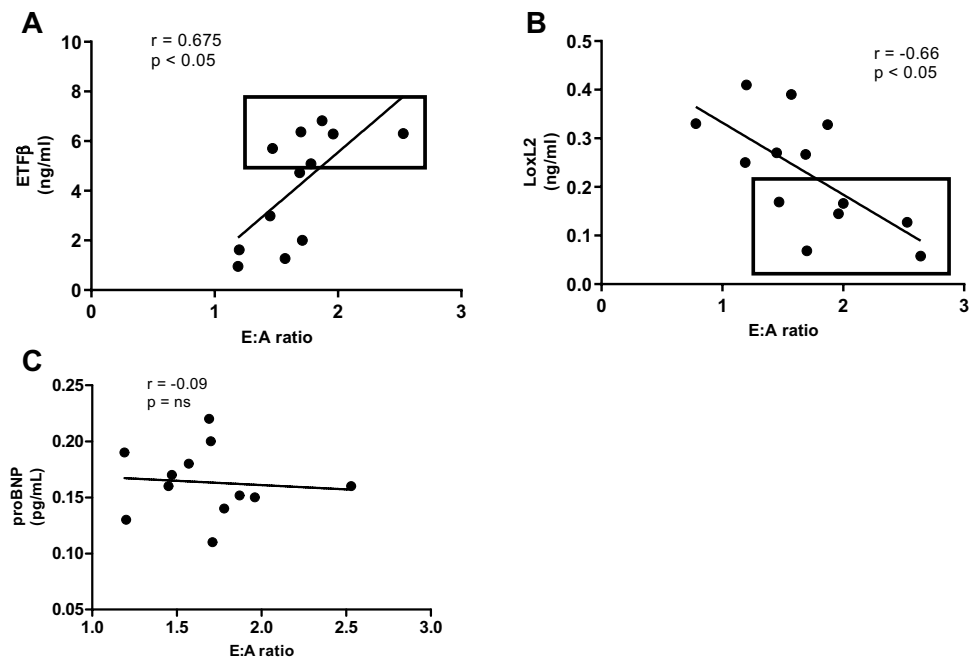 A
r = 0.675
p < 0.05
10
8
6
4
2
0
ETFβ
(ng/ml)
0
1
2
3
E:A ratio
B
r = -0.66
p < 0.05
0.5
0.4
0.3
0.2
0.1
0.0
LoxL2
(ng/ml)
0
1
2
3
E:A ratio
C
r = -0.09
p = ns
0.25
0.20
0.15
0.10
0.05
proBNP
(pg/mL)
1.0
1.5
2.0
2.5
3.0
E:A ratio